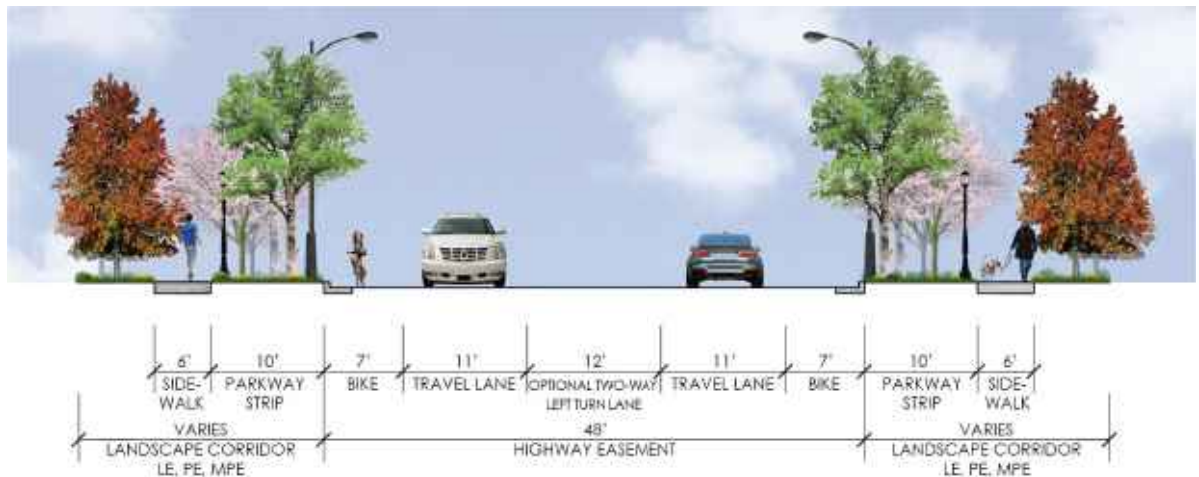 6' 10' 7' 11' 12' 11' 7' 10' 6'
SIDE- PARKWAY BIKE TRAVEL LANE OPTIONAL TWO-WAY TRAVEL LANE BIKE PARKWAY SIDE-
WALK STRIP LEFT TURN LANE STRIP WALK
VARIES 48' VARIES
LANDSCAPE CORRIDOR HIGHWAY EASEMENT LANDSCAPE CORRIDOR
LE, PE, MPE LE, PE, MPE